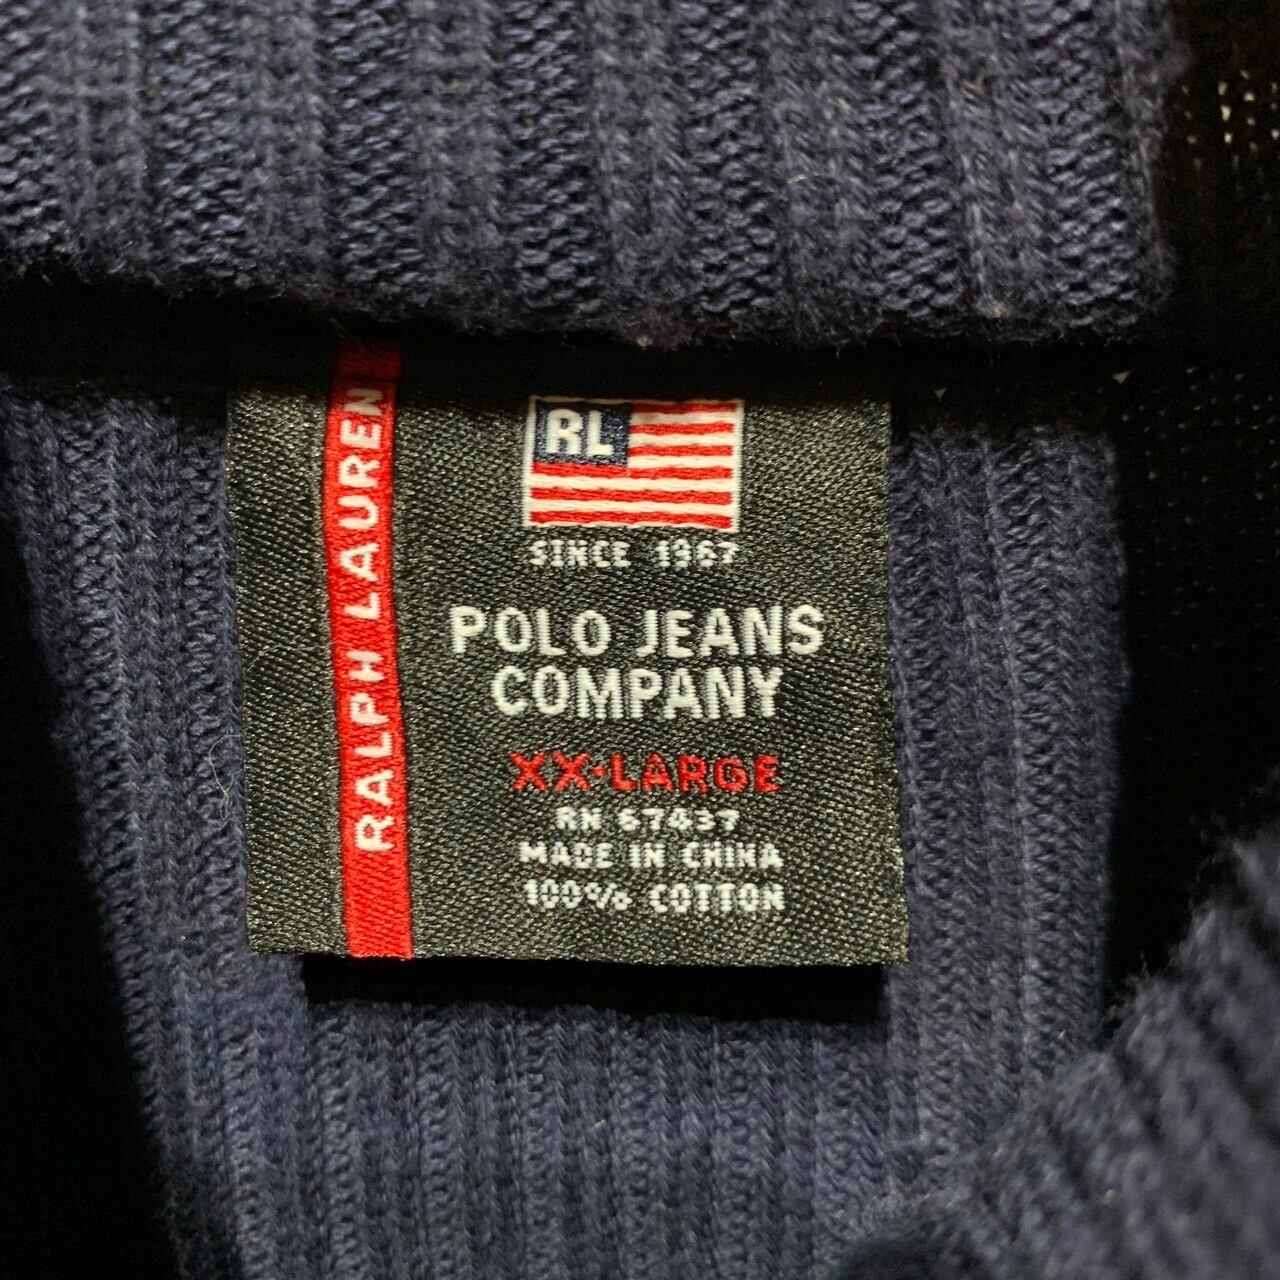 RALPH LAUREN
RL
SINCE 1967
POLO JEANS
COMPANY
XX-LARGE
RN 67437
MADE IN CHINA
100% COTTON